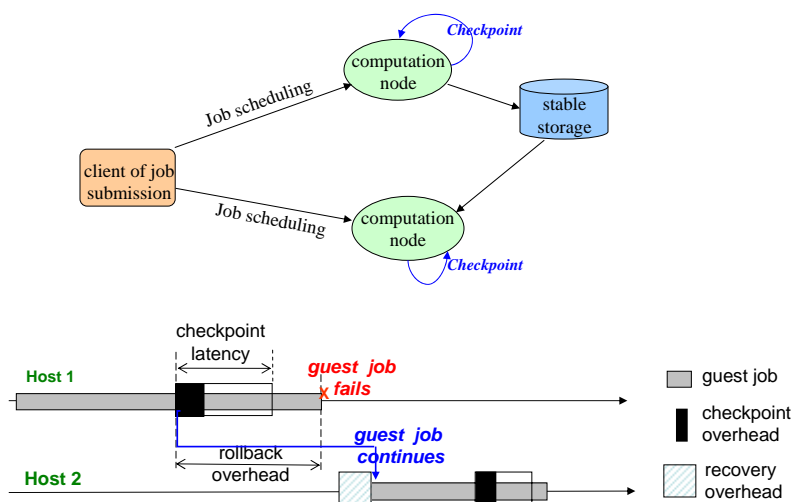 Checkpoint
computation
node
Job scheduling
stable
storage
client of job
submission
Job scheduling
computation
node
Checkpoint
checkpoint
latency
guest job
fails
Host 1
x
guest job
checkpoint
overhead
rollback
overhead
guest job
continues
Host 2
recovery
overhead